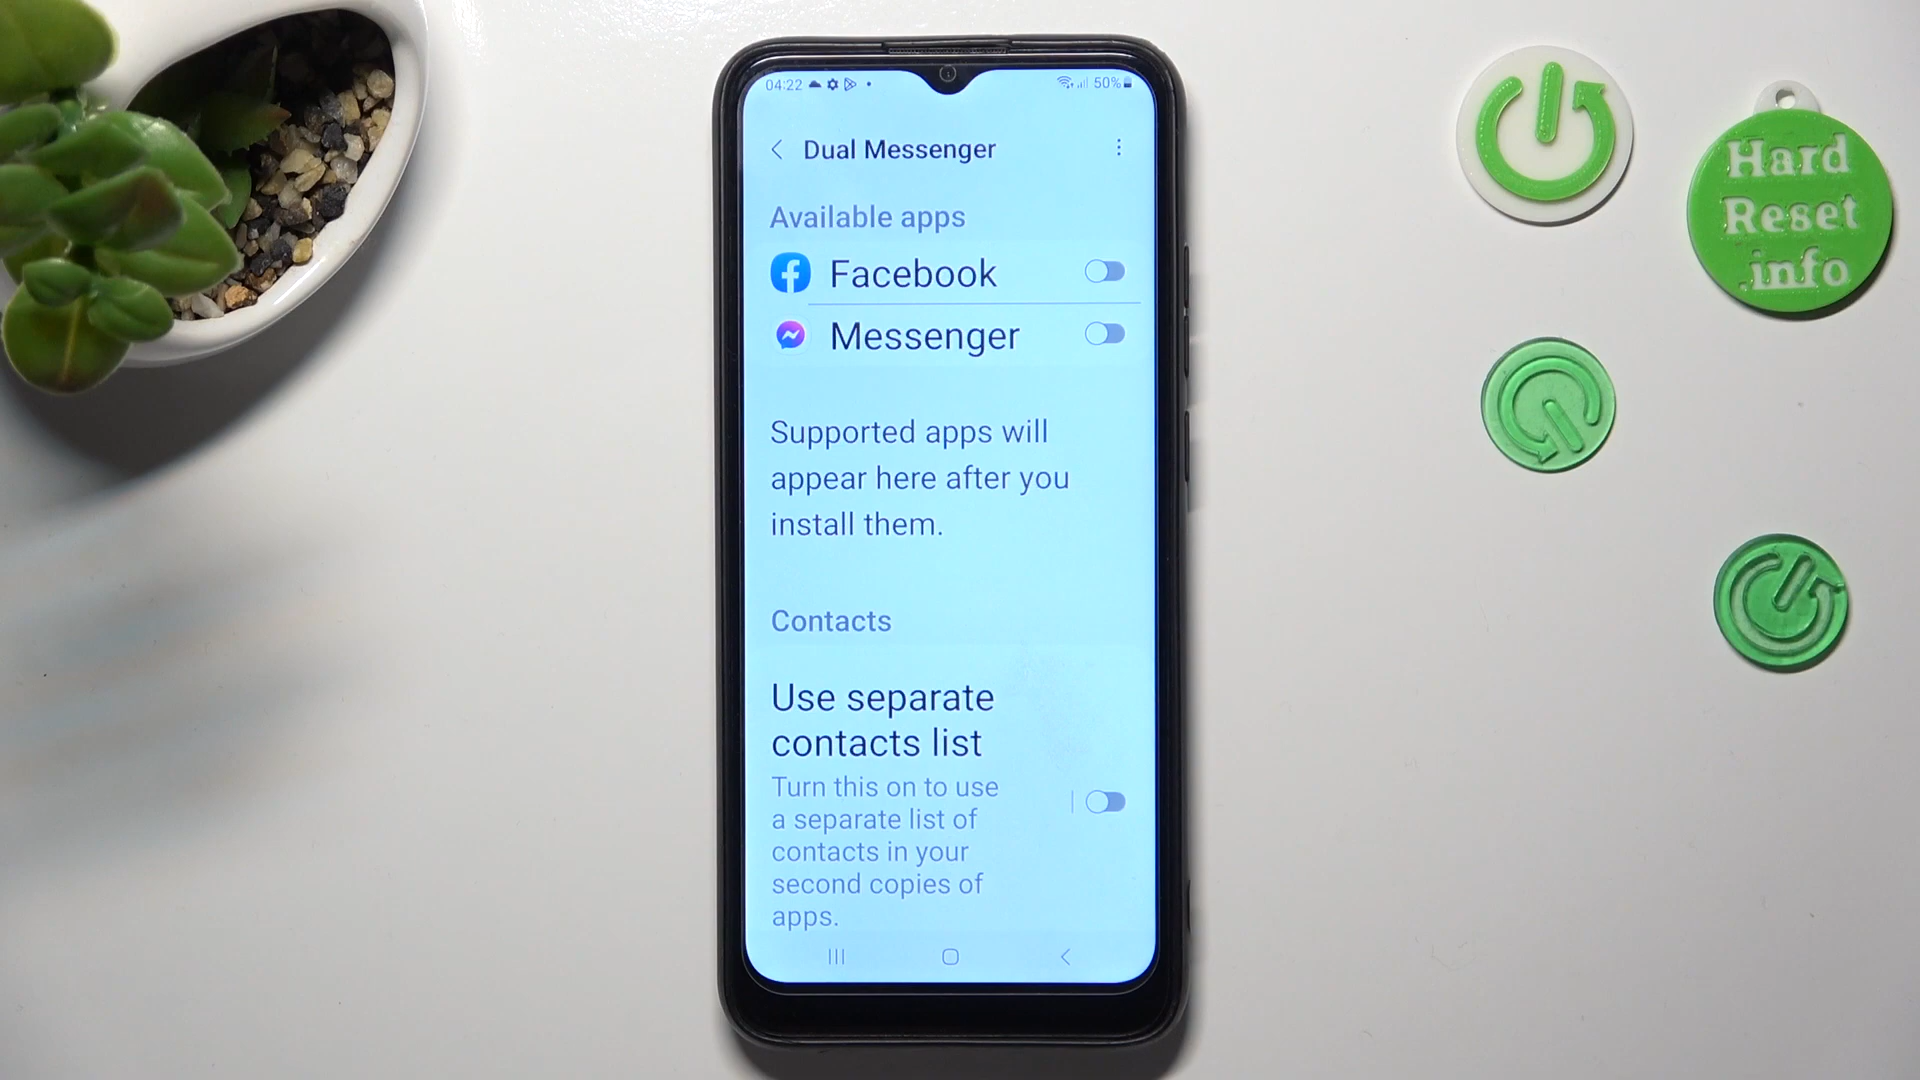 04:22
50%
Dual Messenger
Available apps
Facebook
Messenger
Supported apps will
appear here after you
install them.
Contacts
Use separate
contacts list
Turn this on to use
a separate list of
contacts in your
second copies of
apps.
Hard
Reset
.info